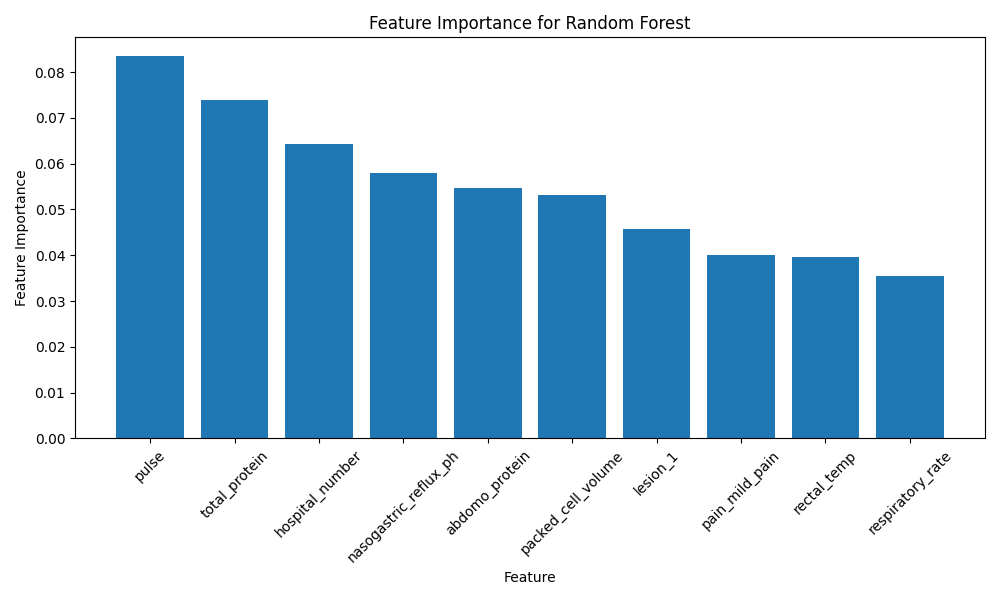 Feature Importance for Random Forest
Feature Importance
0.08
0.07
0.06
0.05
0.04
0.03
0.02
0.01
0.00
pulse
total_protein
hospital_number
nasogastric_reflux_ph
abdomo_protein
packed_cell_volume
lesion_1
pain_mild_pain
rectal_temp
respiratory_rate
Feature